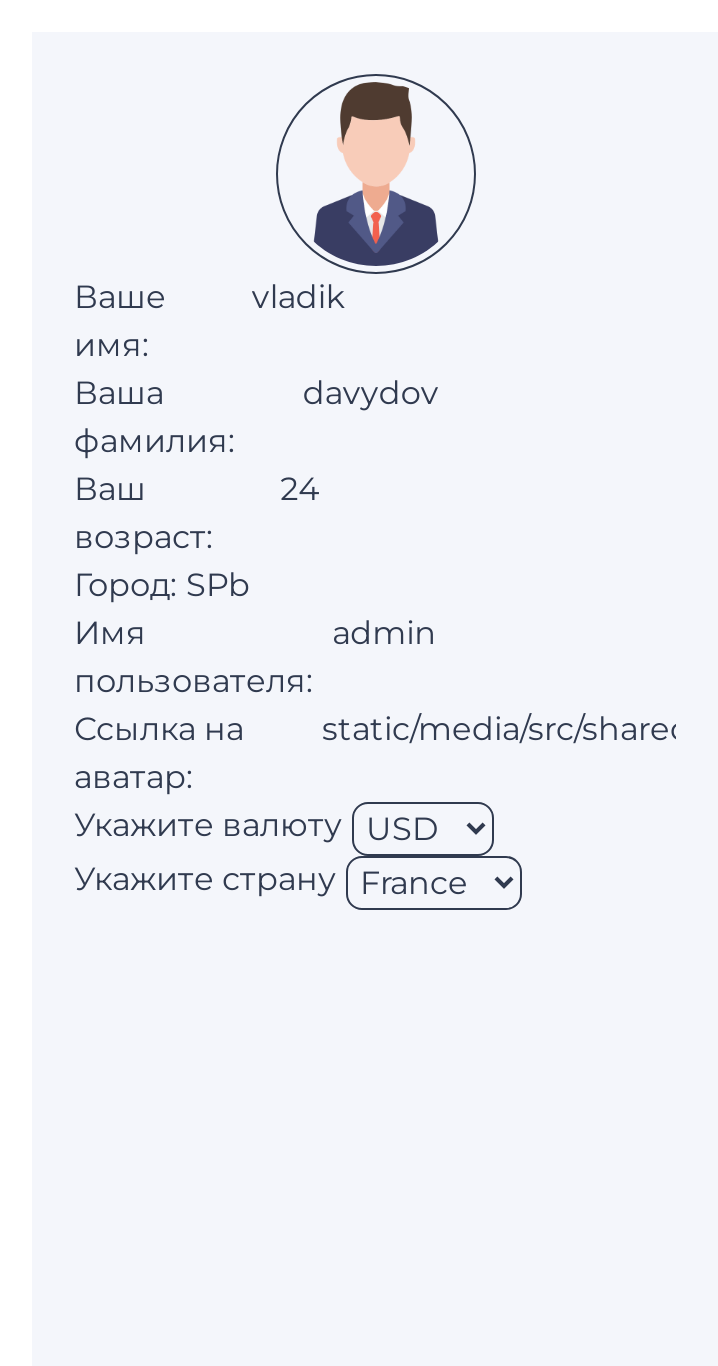 Ваше vladik
имя:
Ваша davydov
фамилия:
Ваш 24
возраст:
Город: SPb
Имя admin
пользователя:
Ссылка на static/media/src/shared
аватар:
Укажите валюту USD
Укажите страну France